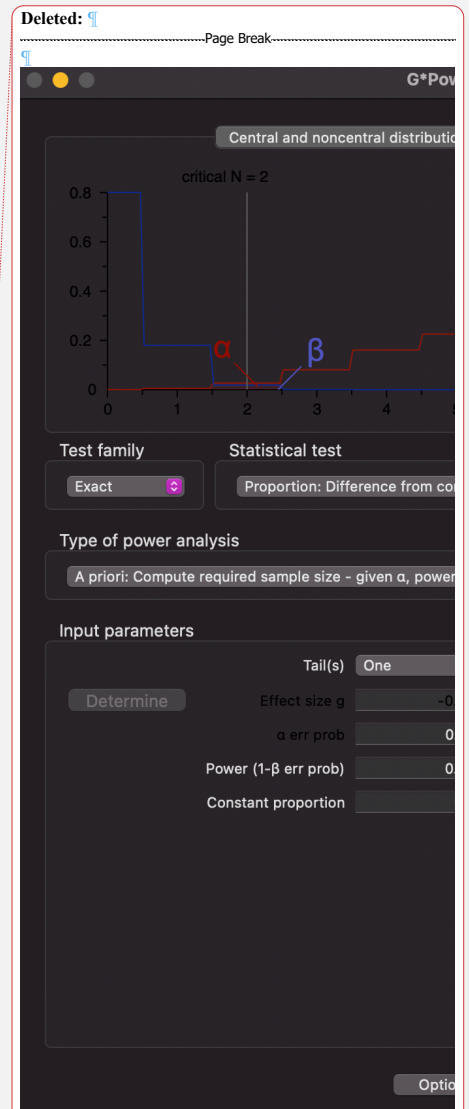 Deleted: ¶
Page Break
¶
G*Pow
Central and noncentral distributio
critical N = 2
0.8
0.6
0.4
0.2
0
α
β
0 1 2 3 4
Test family
Statistical test
Exact
Proportion: Difference from con
Type of power analysis
A priori: Compute required sample size - given α, power
Input parameters
Tail(s) One
Determine
Effect size g -0.
α err prob 0.
Power (1-β err prob) 0.
Constant proportion
Optio